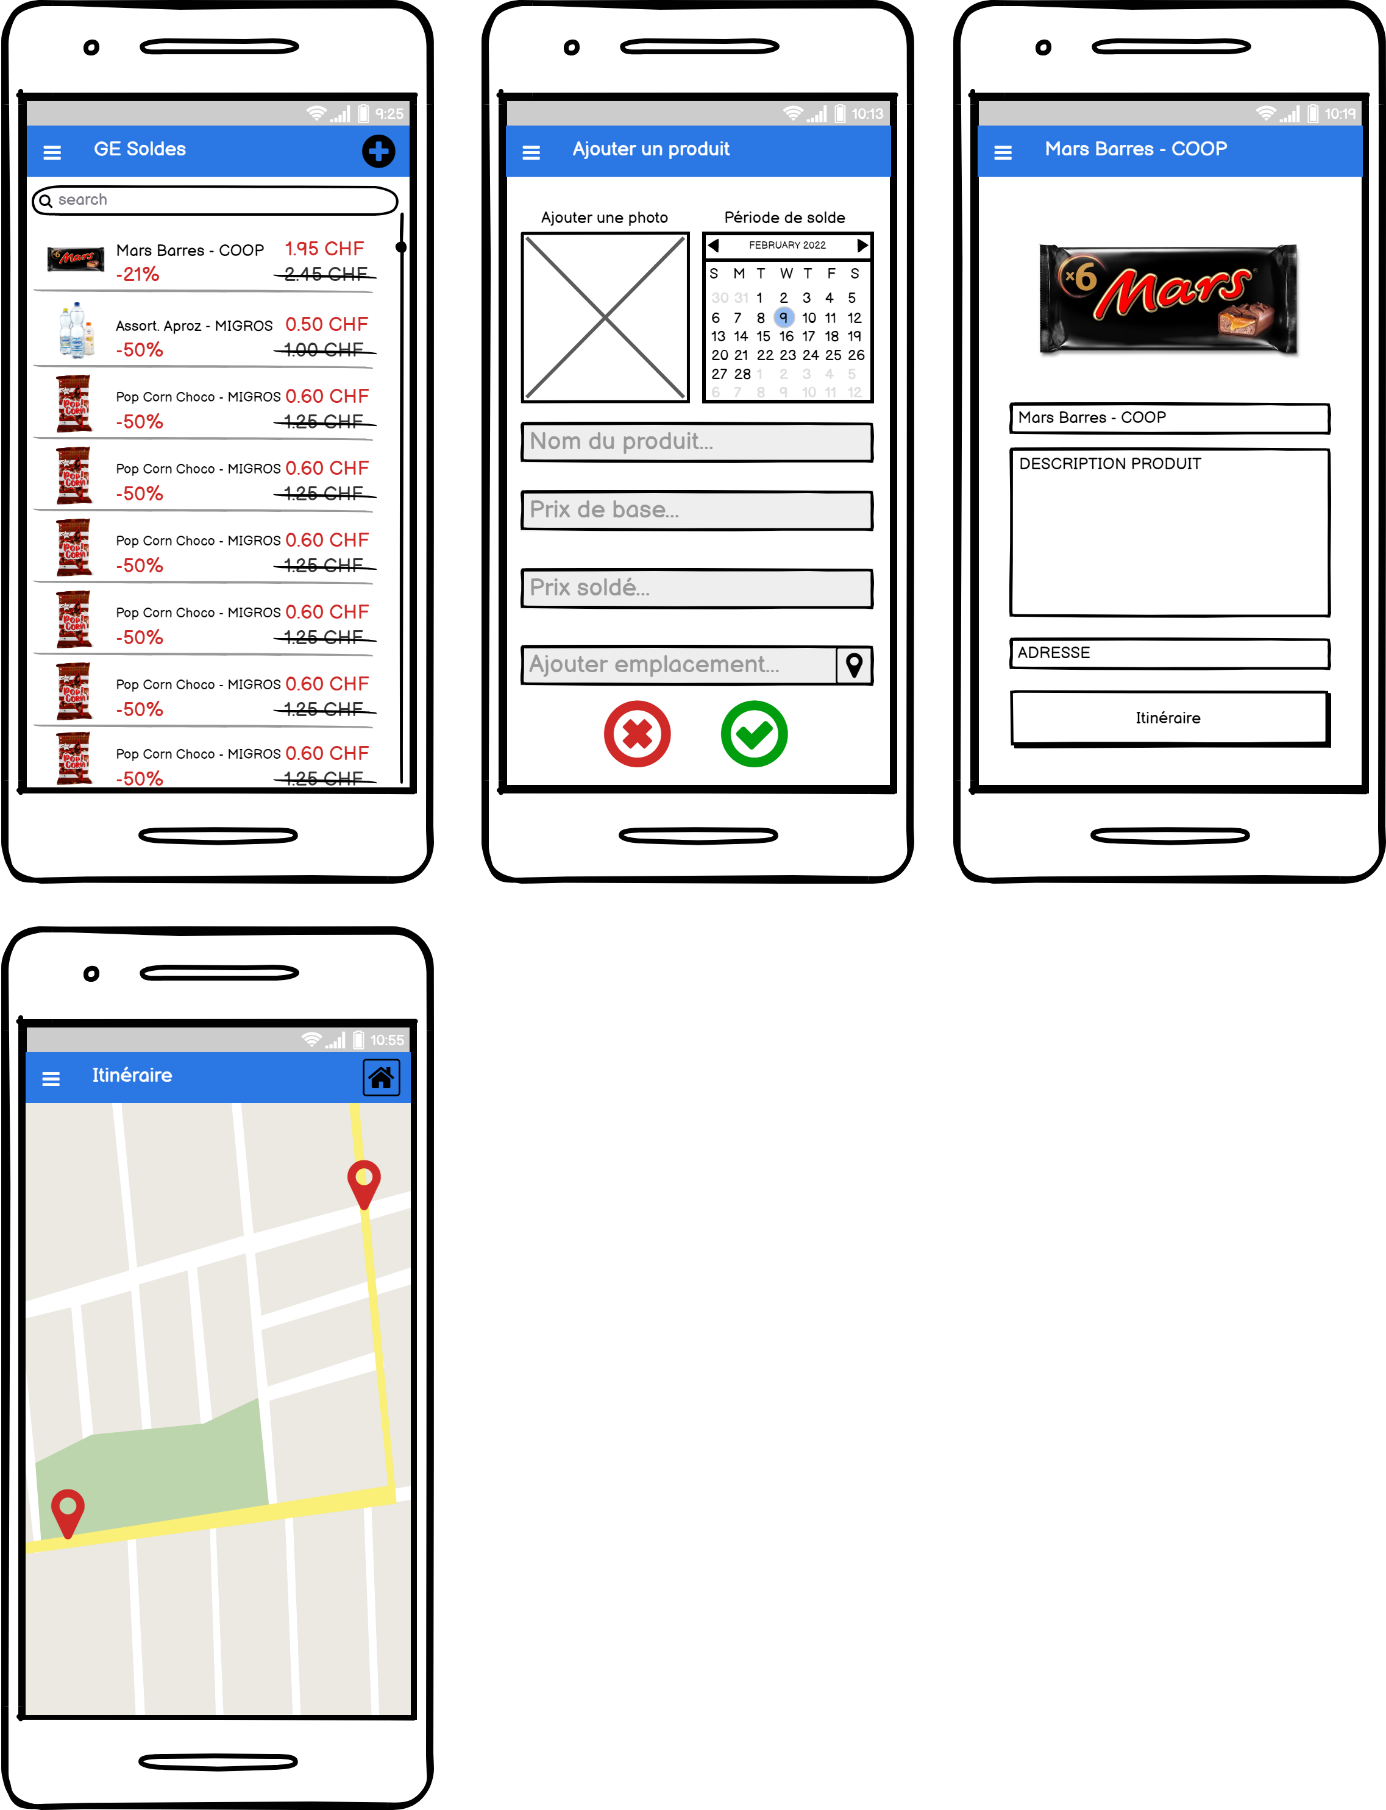 9:25
GE Soldes
search
Mars Barres - COOP 1.95 CHF
-21% 2.45 CHF
Assort. Aproz - MIGROS 0.50 CHF
-50% 1.00 CHF
Pop Corn Choco - MIGROS 0.60 CHF
-50% 1.25 CHF
Pop Corn Choco - MIGROS 0.60 CHF
-50% 1.25 CHF
Pop Corn Choco - MIGROS 0.60 CHF
-50% 1.25 CHF
Pop Corn Choco - MIGROS 0.60 CHF
-50% 1.25 CHF
Pop Corn Choco - MIGROS 0.60 CHF
-50% 1.25 CHF
Pop Corn Choco - MIGROS 0.60 CHF
-50% 1.25 CHF
10:13
Ajouter un produit
Ajouter une photo
Période de solde
FEBRUARY 2022
S M T W T F S
30 31 1 2 3 4 5
6 7 8 9 10 11 12
13 14 15 16 17 18 19
20 21 22 23 24 25 26
27 28 1 2 3 4 5
6 7 8 9 10 11 12
Nom du produit...
Prix de base...
Prix soldé...
Ajouter emplacement...
10:19
Mars Barres - COOP
x6 Mars
Mars Barres - COOP
DESCRIPTION PRODUIT
ADRESSE
Itinéraire
10:55
Itinéraire